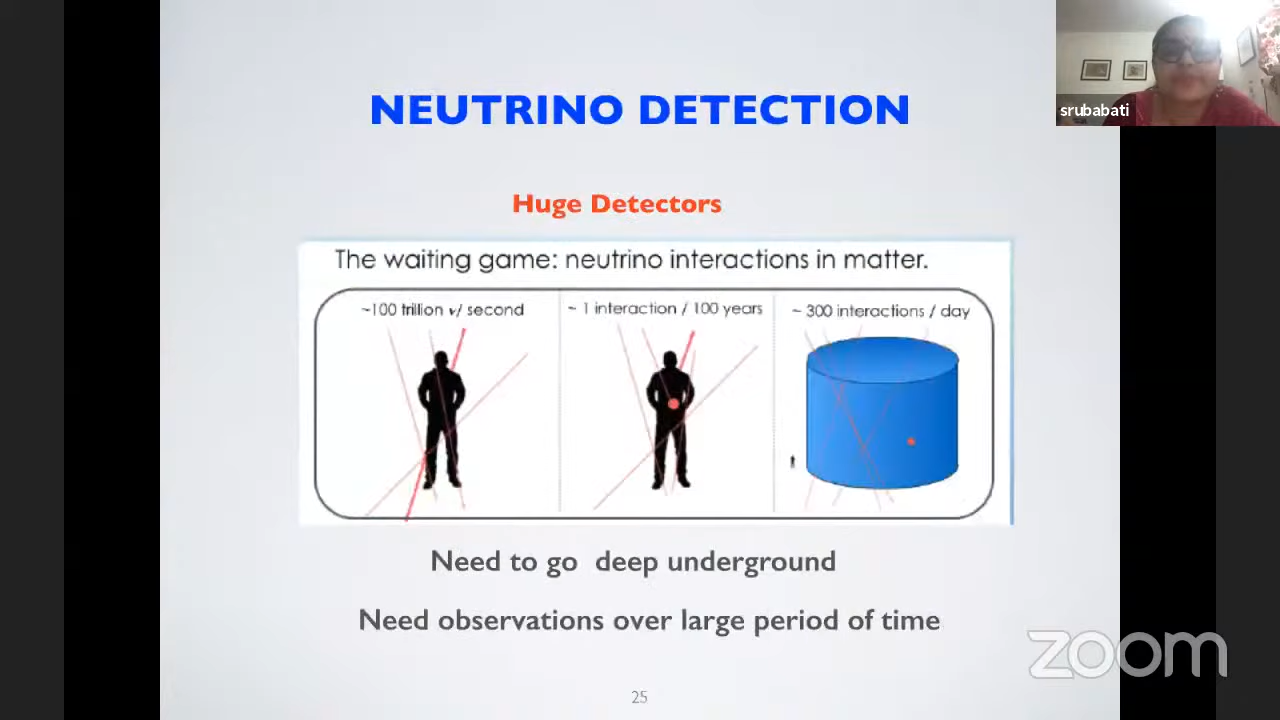 NEUTRINO DETECTION
srubabati
Huge Detectors
The waiting game: neutrino interactions in matter.
~100 trillion ν/ second
~ 1 interaction / 100 years
~ 300 interactions / day
Need to go deep underground
Need observations over large period of time
zoom
25